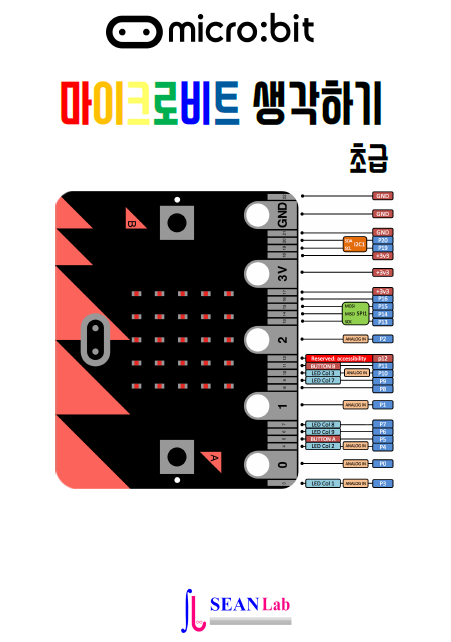 micro:bit
마이크로비트 생각하기
초급
GND
GND
B
GND
GND
P20
I2C1
P19
+3v3
3V
+3v3
+3v3
P16
MOSI
P15
MISO SPI1
P14
SCK
P13
2
ANALOG IN
P2
Reserved: accessibility
p12
BUTTON B
P11
LED Col 3
ANALOG IN
P10
LED Col 7
P9
P8
1
ANALOG IN
P1
LED Col 8
P7
LED Col 9
P6
BUTTON A
P5
LED Col 2
ANALOG IN
P4
A
0
ANALOG IN
P0
LED Col 1
ANALOG IN
P3
SEAN Lab